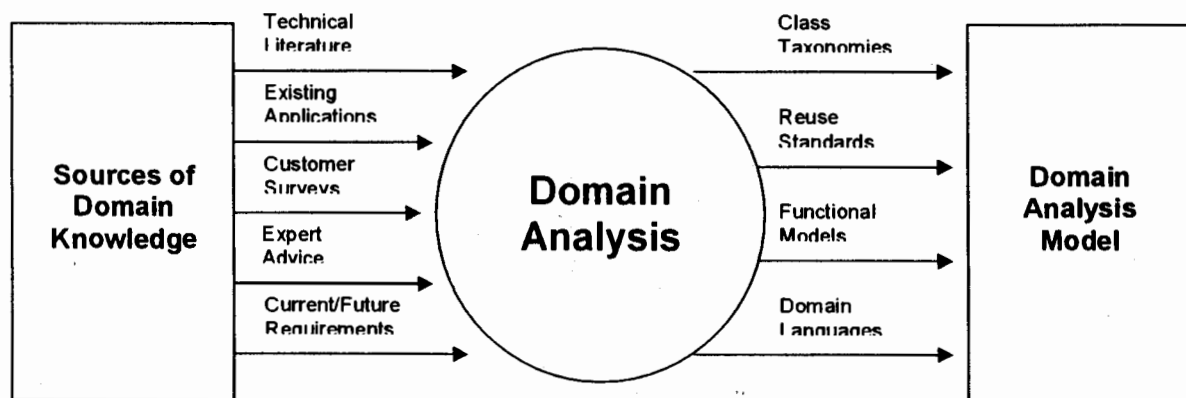 Sources of
Domain
Knowledge
Technical
Literature
Existing
Applications
Customer
Surveys
Expert
Advice
Current/Future
Requirements
Domain
Analysis
Class
Taxonomies
Reuse
Standards
Functional
Models
Domain
Languages
Domain
Analysis
Model